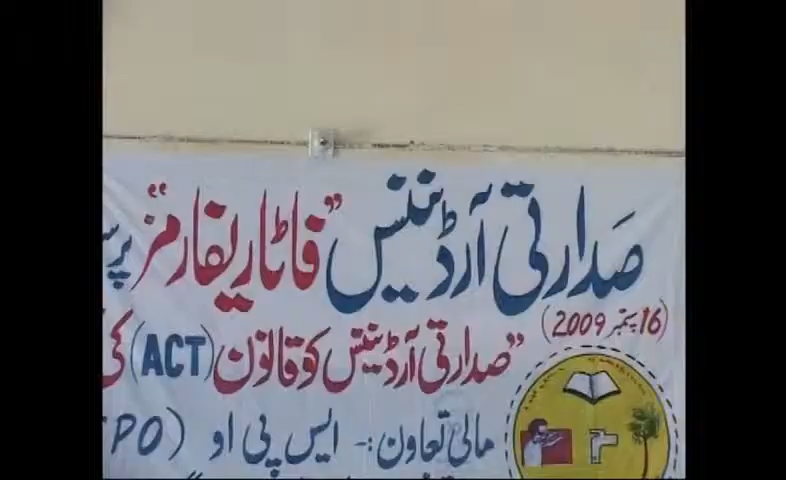 صدارتی آرڈیننس "فاٹا ریفارمز" پر
(16 ستمبر 2009)
"صدارتی آرڈیننس کو قانون (ACT) کی
مالی تعاون:- ایس پی او (PO